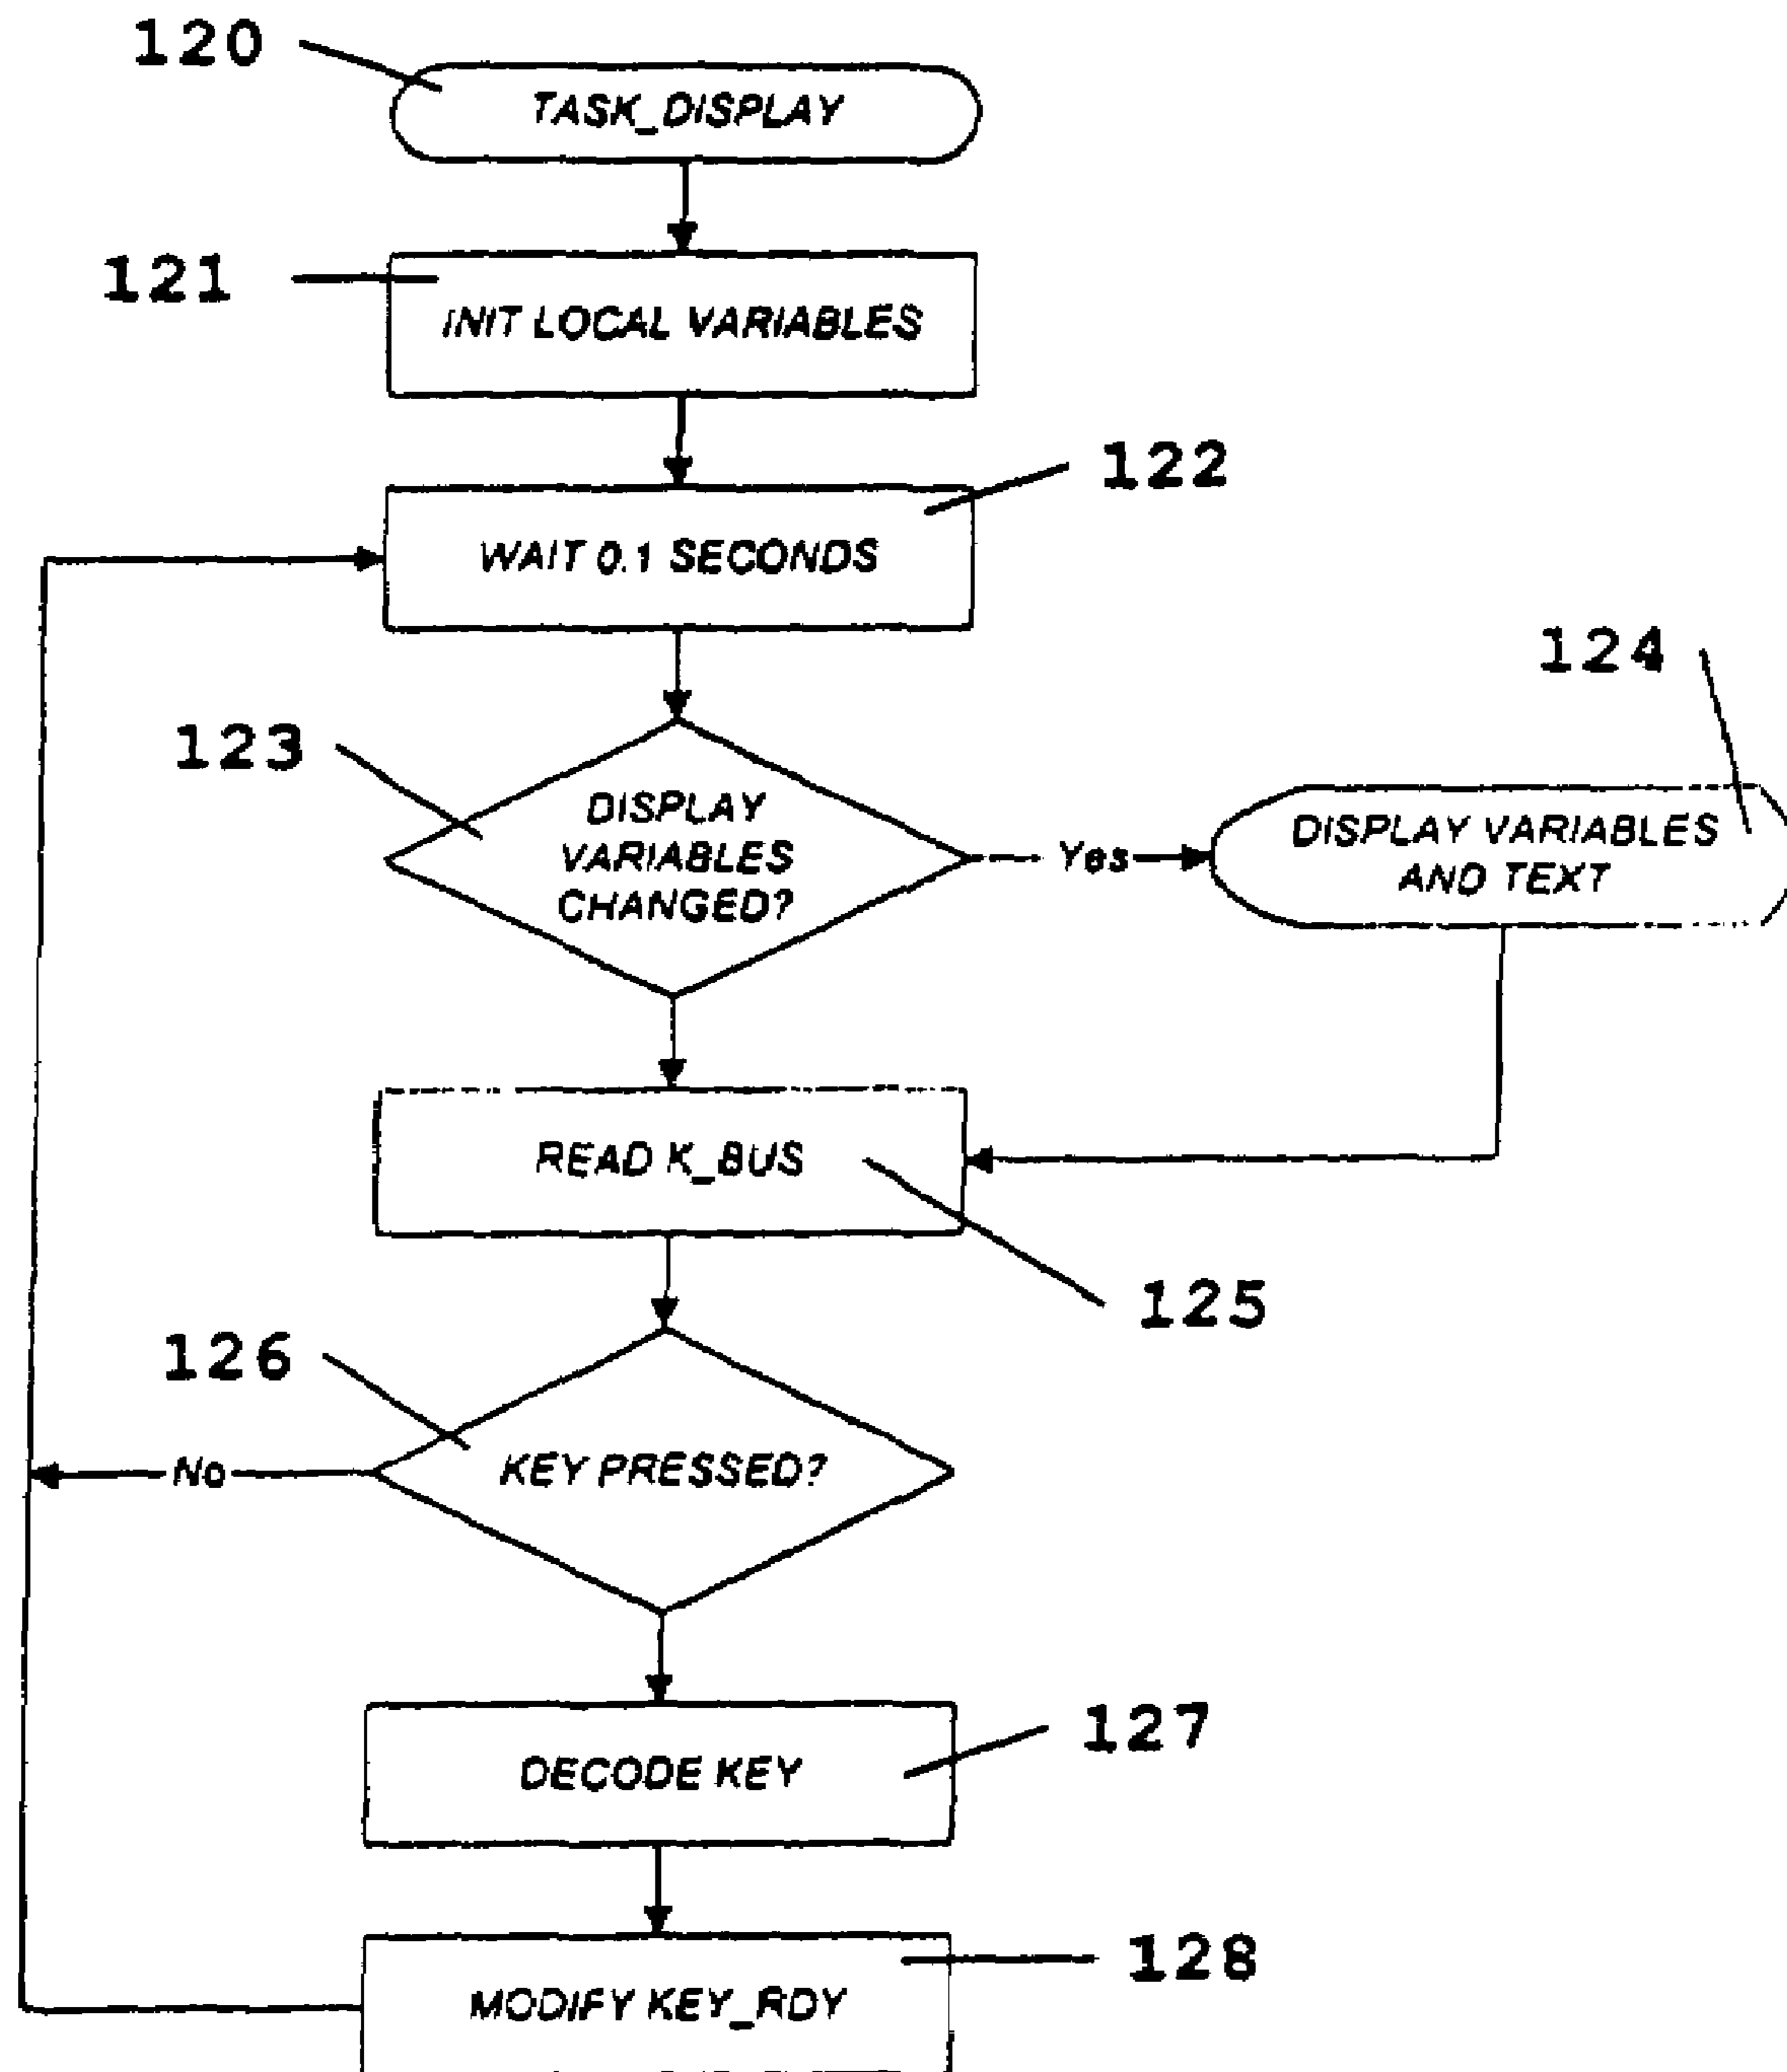 120
TASK_DISPLAY
121
INIT LOCAL VARIABLES
122
WAIT 0.1 SECONDS
123
DISPLAY
VARIABLES
CHANGED?
Yes
124
DISPLAY VARIABLES
AND TEXT
READ K_BUS
125
126
KEY PRESSED?
No
127
DECODE KEY
128
MODIFY KEY_RDY